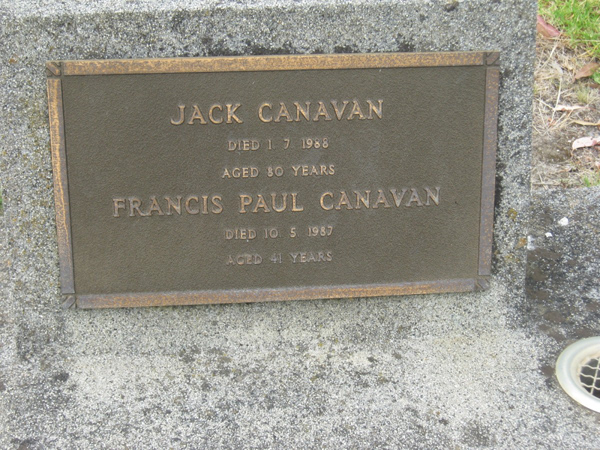 JACK CANAVAN
DIED 1. 7. 1988
AGED 80 YEARS
FRANCIS PAUL CANAVAN
DIED 10. 5. 1987
AGED 41 YEARS